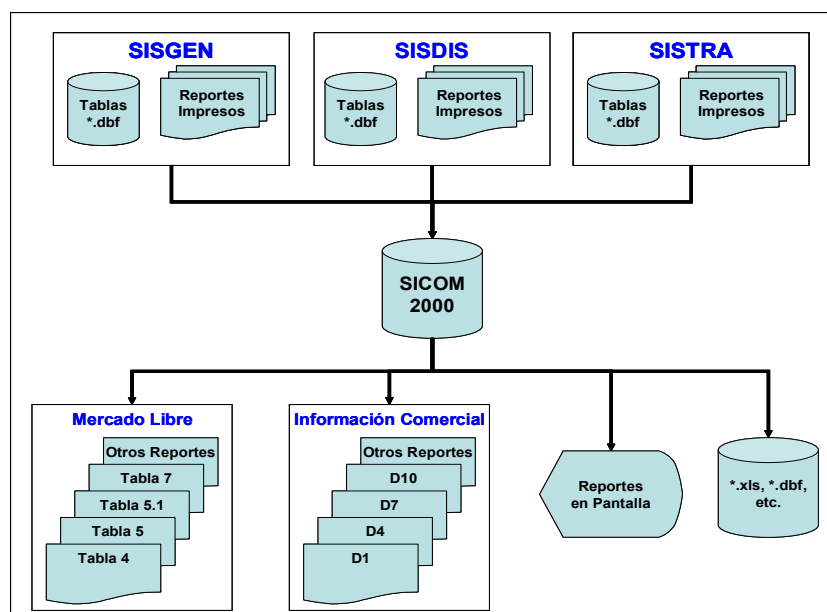 SISGEN
Tablas
*.dbf
Reportes
Impresos
SISDIS
Tablas
*.dbf
Reportes
Impresos
SISTRA
Tablas
*.dbf
Reportes
Impresos
SICOM
2000
Mercado Libre
Otros Reportes
Tabla 7
Tabla 5.1
Tabla 5
Tabla 4
Información Comercial
Otros Reportes
D10
D7
D4
D1
Reportes
en Pantalla
*.xls, *.dbf,
etc.